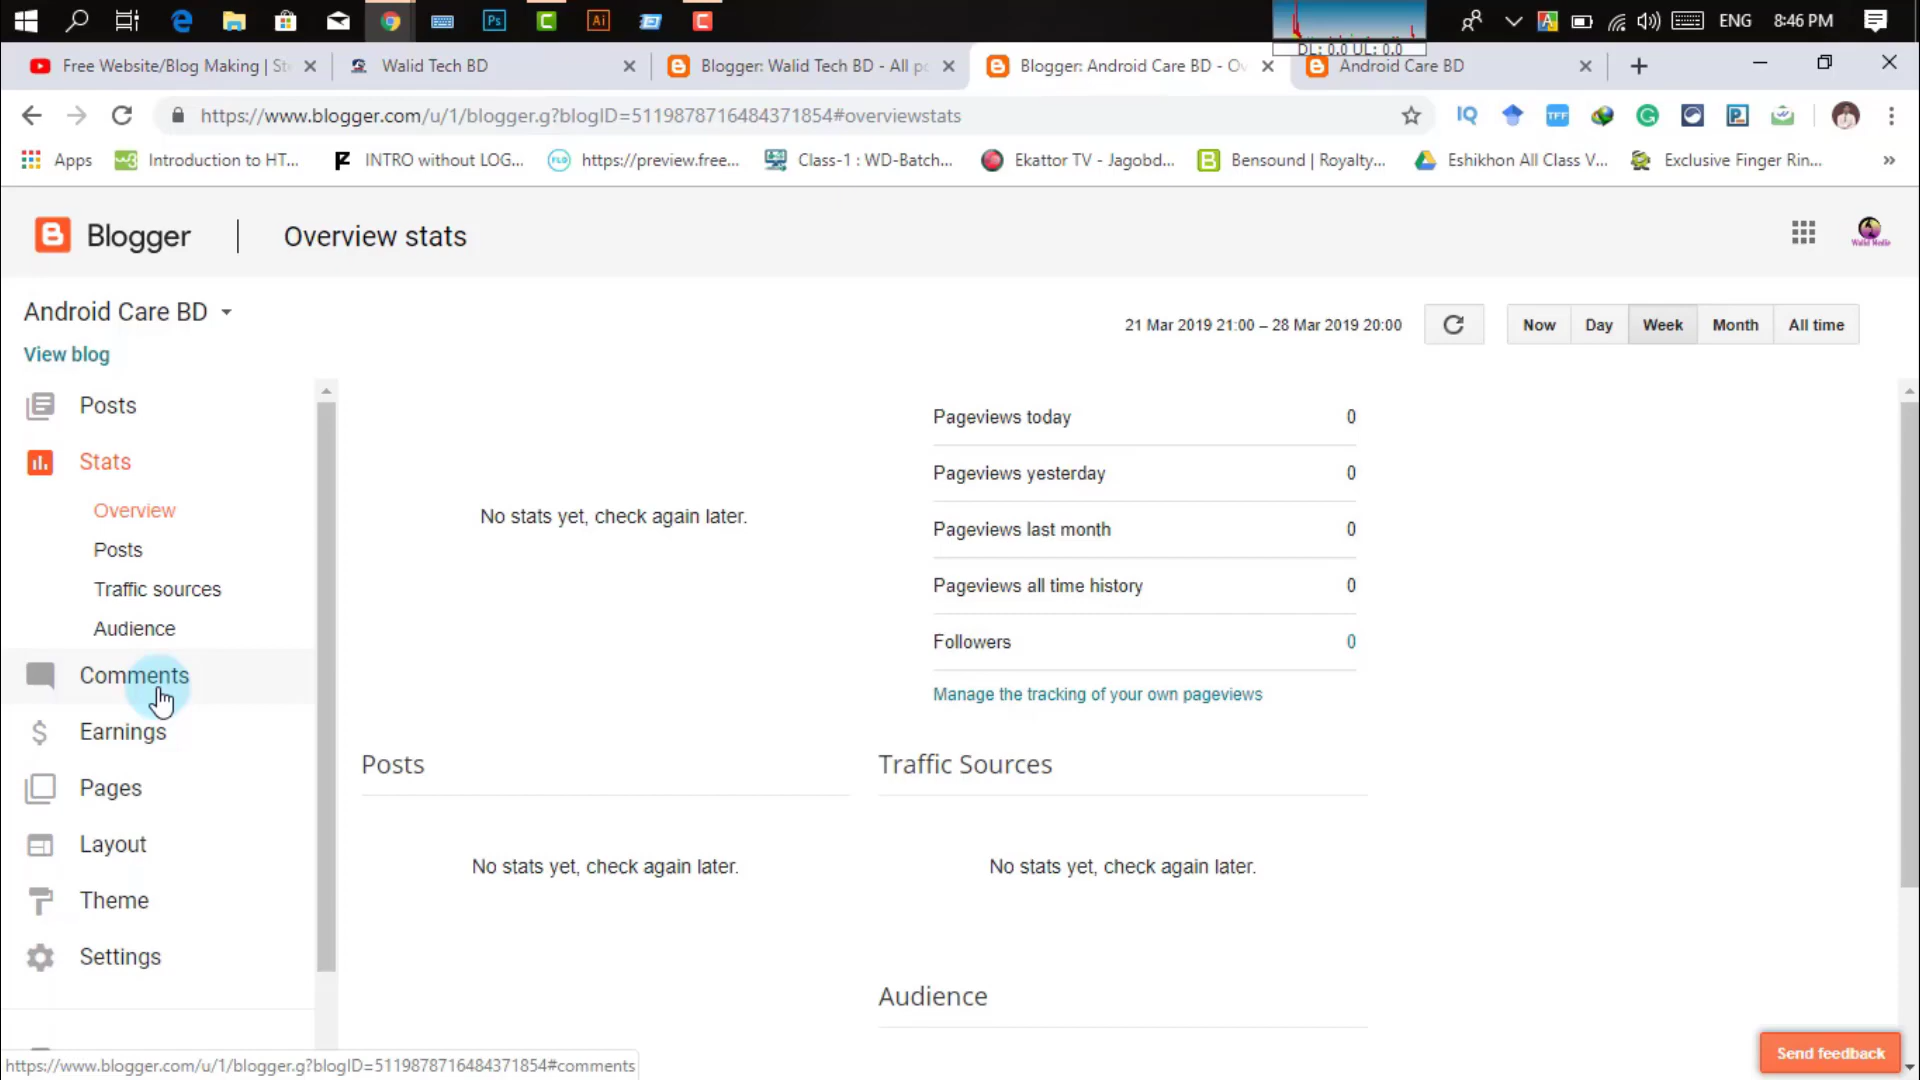 ENG
8:46 PM
DL: 0.0 UL: 0.0
Free Website/Blog Making | St
Walid Tech BD
Blogger: Walid Tech BD - All po
Blogger: Android Care BD - Ov
Android Care BD
https://www.blogger.com/u/1/blogger.g?blogID=5119878716484371854#overviewstats
Apps
Introduction to HT...
INTRO without LOG...
https://preview.free...
Class-1 : WD-Batch...
Ekattor TV - Jagobd...
Bensound | Royalty...
Eshikhon All Class V...
Exclusive Finger Rin...
Blogger
Overview stats
Walid Media
Android Care BD
View blog
21 Mar 2019 21:00 – 28 Mar 2019 20:00
Now
Day
Week
Month
All time
Posts
Stats
Overview
Posts
Traffic sources
Audience
Comments
Earnings
Pages
Layout
Theme
Settings
No stats yet, check again later.
Pageviews today 0
Pageviews yesterday 0
Pageviews last month 0
Pageviews all time history 0
Followers 0
Manage the tracking of your own pageviews
Posts
No stats yet, check again later.
Traffic Sources
No stats yet, check again later.
Audience
Send feedback
https://www.blogger.com/u/1/blogger.g?blogID=5119878716484371854#comments